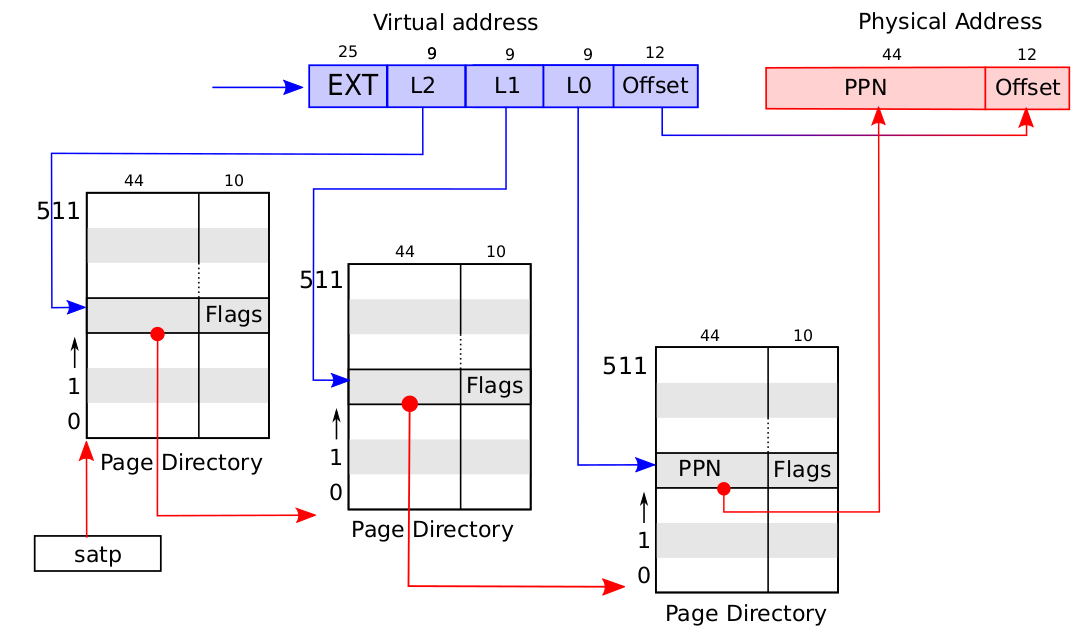 Virtual address
Physical Address
25 9 9 9 12
44 12
EXT L2 L1 L0 Offset
PPN Offset
44 10
511
Flags
1
0
Page Directory
satp
44 10
511
Flags
1
0
Page Directory
44 10
511
PPN Flags
1
0
Page Directory